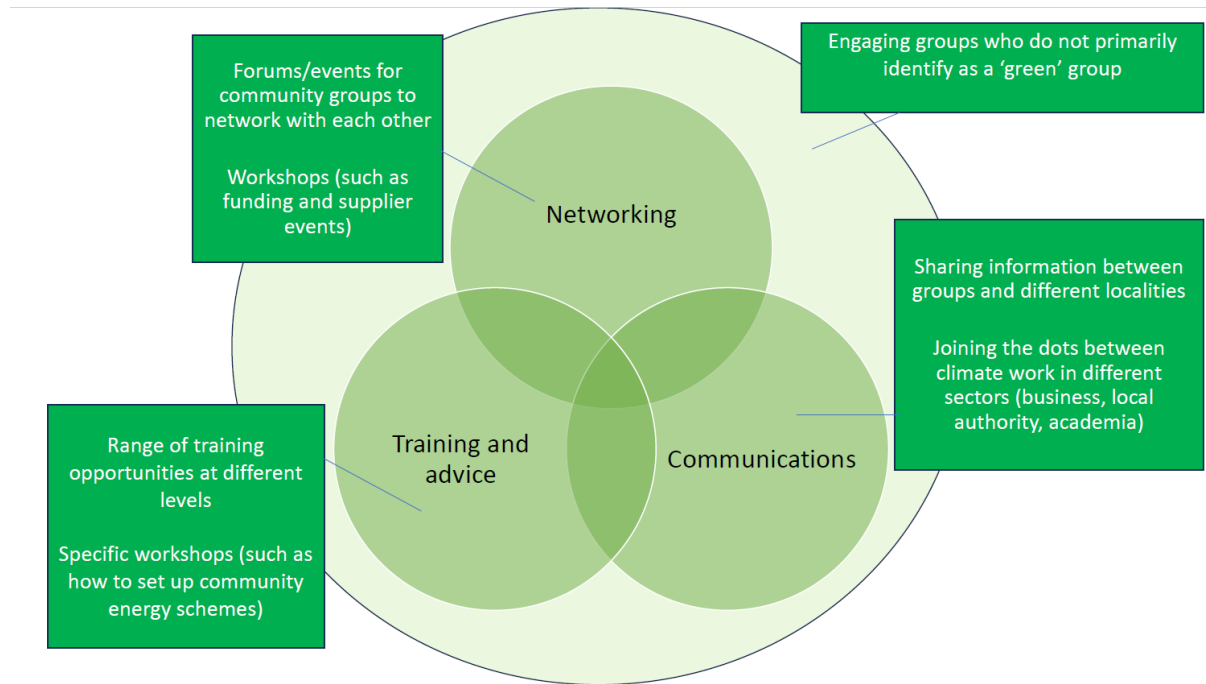 Forums/events for
community groups to
network with each other
Workshops (such as
funding and supplier
events)
Engaging groups who do not primarily
identify as a ‘green’ group
Networking
Sharing information between
groups and different localities
Joining the dots between
climate work in different
sectors (business, local
authority, academia)
Range of training
opportunities at different
levels
Specific workshops (such as
how to set up community
energy schemes)
Training and
advice
Communications